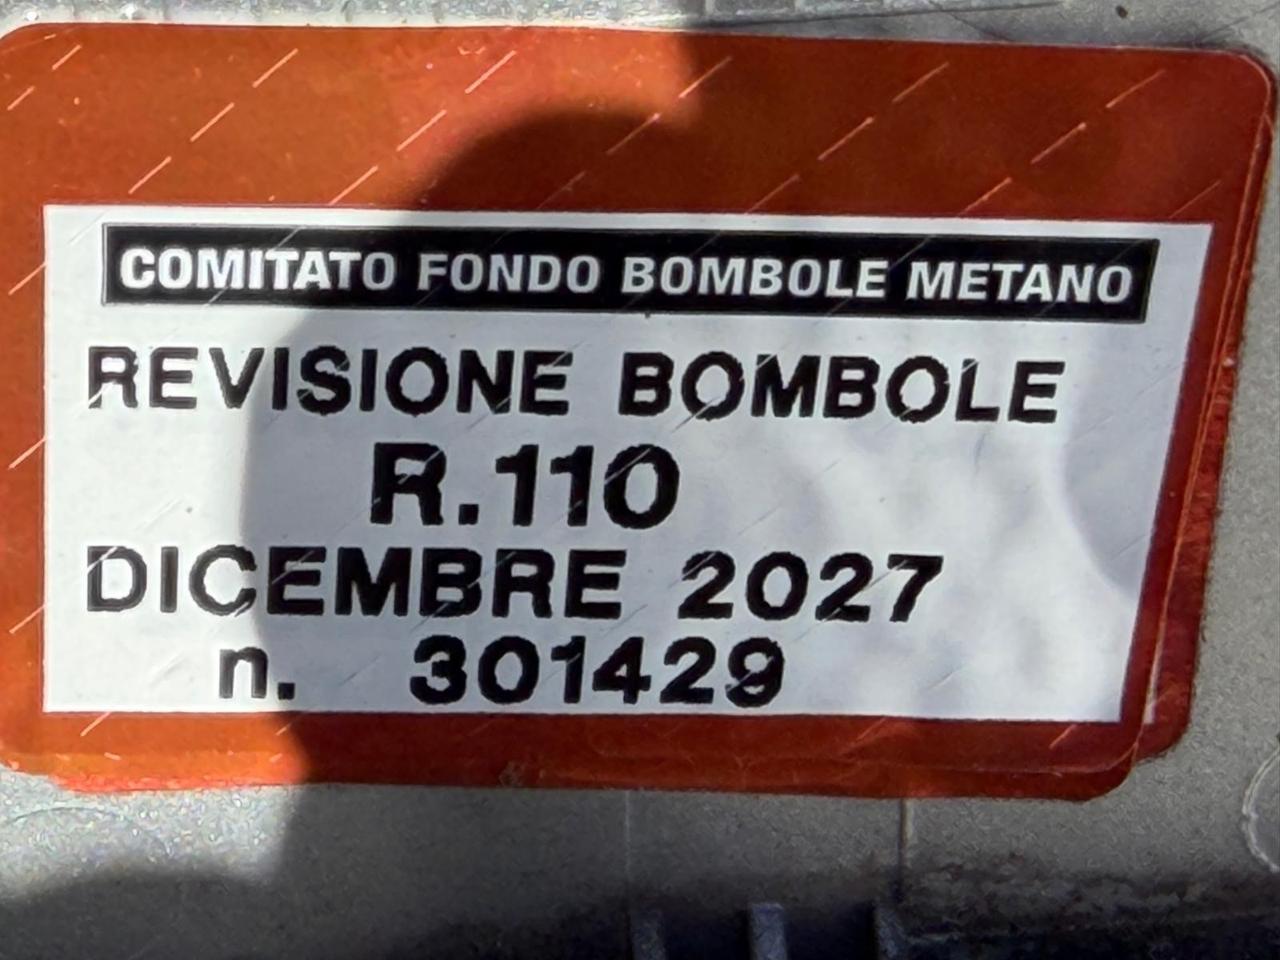 COMITATO FONDO BOMBOLE METANO
REVISIONE BOMBOLE
R.110
DICEMBRE 2027
n. 301429